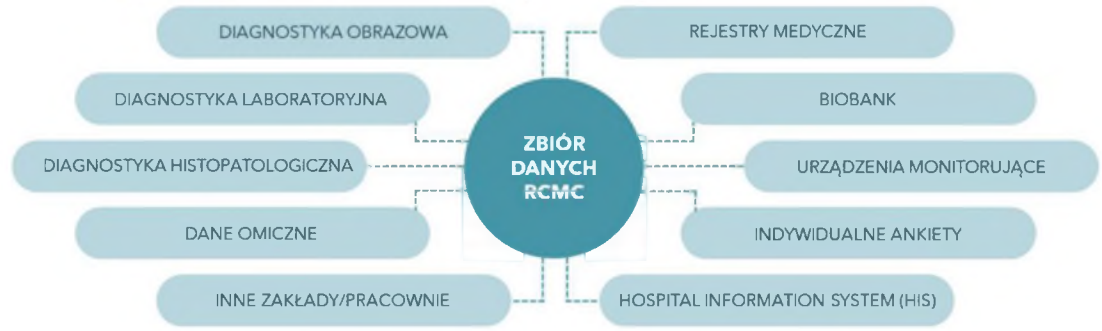 DIAGNOSTYKA OBRAZOWA
REJESTRY MEDYCZNE
DIAGNOSTYKA LABORATORYJNA
BIOBANK
ZBIÓR
DANYCH
RCMC
DIAGNOSTYKA HISTOPATOLOGICZNA
URZĄDZENIA MONITORUJĄCE
DANE OMICZNE
INDYWIDUALNE ANKIETY
INNE ZAKŁADY/PRACOWNIE
HOSPITAL INFORMATION SYSTEM (HIS)